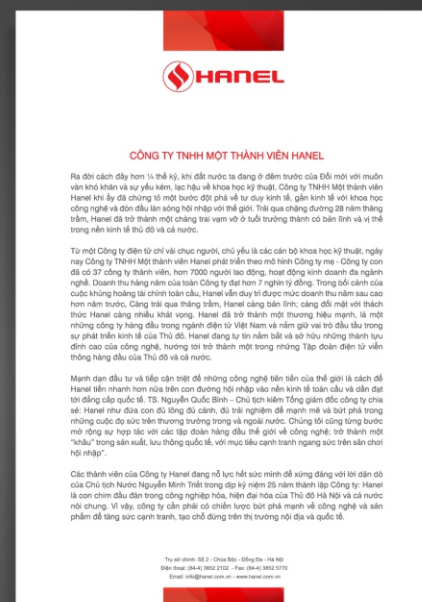 HANEL
CÔNG TY TNHH MỘT THÀNH VIÊN HANEL
Ra đời cách đây hơn ¼ thế kỷ, khi đất nước ta đang ở đêm trước của Đổi mới với muôn
vàn khó khăn và sự yếu kém, lạc hậu về khoa học kỹ thuật, Công ty TNHH Một thành viên
Hanel khi ấy đã chứng tỏ một bước đột phá về tư duy kinh tế, gắn kinh tế với khoa học
công nghệ và đón đầu làn sóng hội nhập với thế giới. Trải qua chặng đường 28 năm thăng
trầm, Hanel đã trở thành một chàng trai vạm vỡ ở tuổi trưởng thành có bản lĩnh và vị thế
trong nền kinh tế thủ đô và cả nước.
Từ một Công ty điện tử chỉ vài chục người, chủ yếu là các cán bộ khoa học kỹ thuật, ngày
nay Công ty TNHH Một thành viên Hanel phát triển theo mô hình Công ty mẹ - Công ty con
đã có 37 công ty thành viên, hơn 7000 người lao động, hoạt động kinh doanh đa ngành
nghề. Doanh thu hàng năm của toàn Công ty đạt hơn 7 nghìn tỷ đồng. Trong bối cảnh của
cuộc khủng hoảng tài chính toàn cầu, Hanel vẫn duy trì được mức doanh thu năm sau cao
hơn năm trước, Càng trải qua thăng trầm, Hanel càng bản lĩnh; càng đối mặt với thách
thức Hanel càng nhiều khát vọng. Hanel đã trở thành một thương hiệu mạnh, là một
những công ty hàng đầu trong ngành điện tử Việt Nam và nắm giữ vai trò đầu tầu trong
sự phát triển kinh tế của Thủ đô. Hanel đang tự tin nắm bắt và sở hữu những thành tựu
đỉnh cao của công nghệ, hướng tới trở thành một trong những Tập đoàn điện tử viễn
thông hàng đầu của Thủ đô và cả nước.
Mạnh dạn đầu tư và tiếp cận triệt để những công nghệ tiên tiến của thế giới là cách để
Hanel tiến nhanh hơn nữa trên con đường hội nhập vào nền kinh tế toàn cầu và dần đạt
tới đẳng cấp quốc tế. TS. Nguyễn Quốc Bình – Chủ tịch kiêm Tổng giám đốc công ty chia
sẻ: Hanel như đứa con đủ lông đủ cánh, đủ trải nghiệm để mạnh mẽ và bứt phá trong
những cuộc đọ sức trên thương trường trong và ngoài nước. Chúng tôi cũng từng bước
mở rộng sự hợp tác với các tập đoàn hàng đầu thế giới về công nghệ; trở thành một
“khâu” trong sản xuất, lưu thông quốc tế, với mục tiêu cạnh tranh ngang sức trên sân chơi
hội nhập”.
Các thành viên của Công ty Hanel đang nỗ lực hết sức mình để xứng đáng với lời dặn dò
của Chủ tịch Nước Nguyễn Minh Triết trong dịp kỷ niệm 25 năm thành lập Công ty: Hanel
là con chim đầu đàn trong công nghiệp hóa, hiện đại hóa của Thủ đô Hà Nội và cả nước
nói chung. Vì vậy, công ty cần phải có chiến lược bứt phá mạnh về công nghệ và sản
phẩm để tăng sức cạnh tranh, tạo chỗ đứng trên thị trường nội địa và quốc tế.
Trụ sở chính: Số 2 - Chùa Bộc - Đống Đa - Hà Nội
Điện thoại: (84-4) 3852 2102 - Fax: (84-4) 3852 5770
Email: info@hanel.com.vn - www.hanel.com.vn